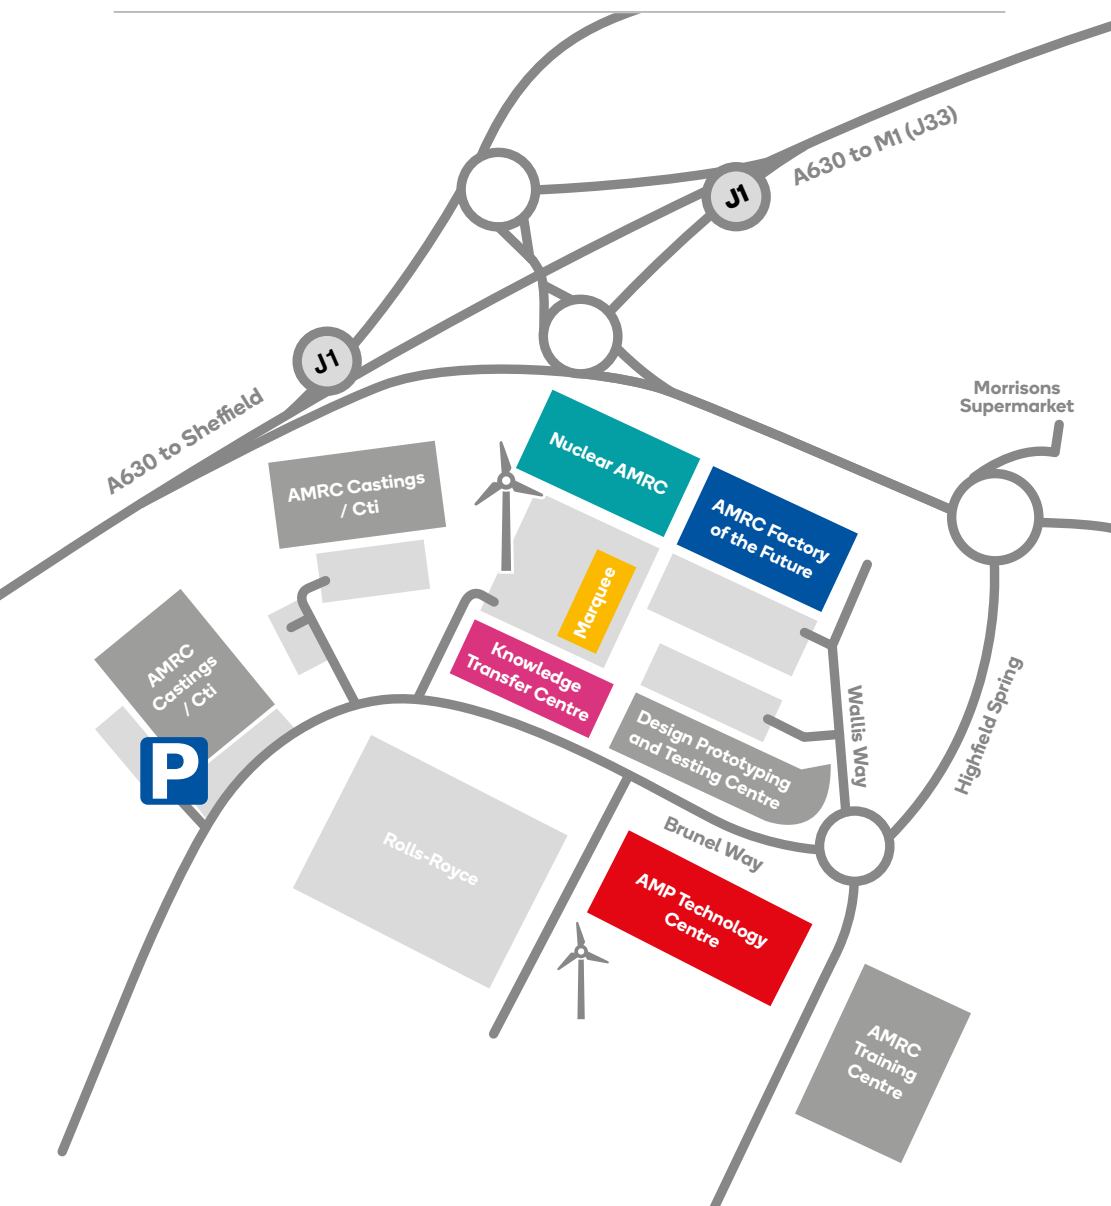 A630 to M1 (J33)
J1
J1
A630 to Sheffield
Morrisons
Supermarket
Nuclear AMRC
AMRC Castings
/ Cti
AMRC Factory
of the Future
Marquee
Knowledge
Transfer Centre
AMRC
Castings
/ Cti
P
Wallis Way
Highfield Spring
Design Prototyping
and Testing Centre
Rolls-Royce
Brunel Way
AMP Technology
Centre
AMRC
Training
Centre